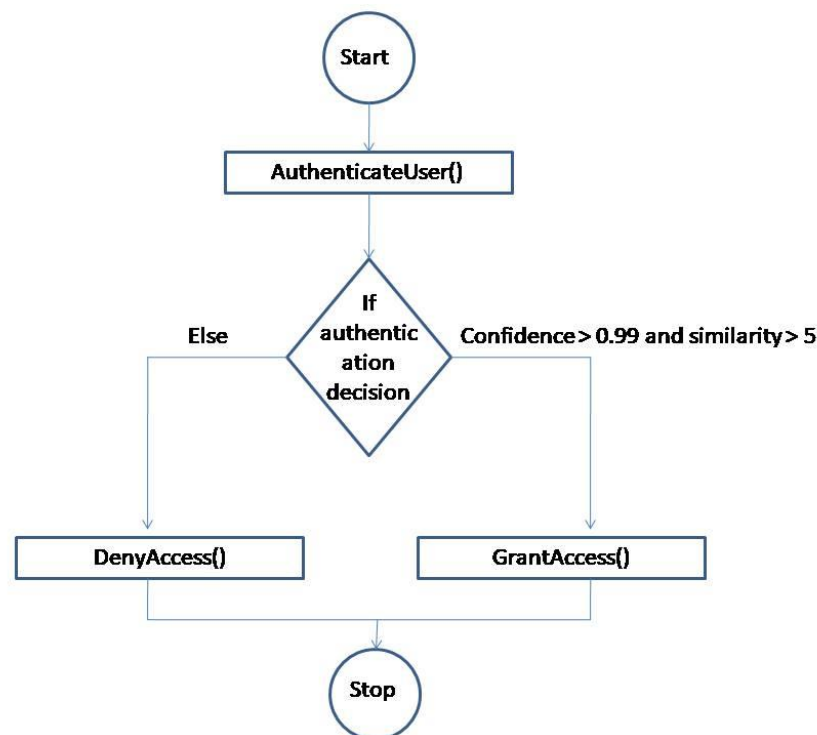 Start
AuthenticateUser()
If
authentic
ation
decision
Else
Confidence> 0.99 and similarity> 5
DenyAccess()
GrantAccess()
Stop